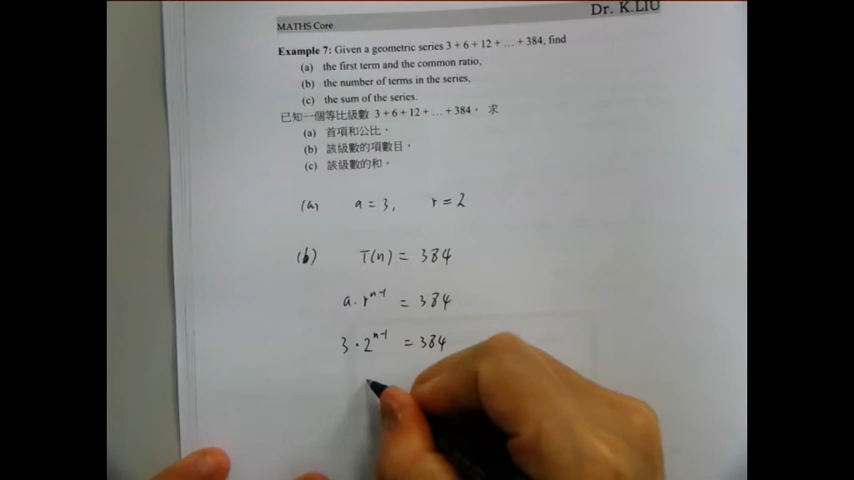 Dr. K.LIU
MATHS Core
Example 7: Given a geometric series 3 + 6 + 12 + … + 384, find
(a) the first term and the common ratio,
(b) the number of terms in the series,
(c) the sum of the series.
已知一個等比級數 3 + 6 + 12 + … + 384, 求
(a) 首項和公比,
(b) 該級數的項數目,
(c) 該級數的和。
(a) a = 3, r = 2
(b) T(n) = 384
a · r^{n-1} = 384
3 · 2^{n-1} = 384